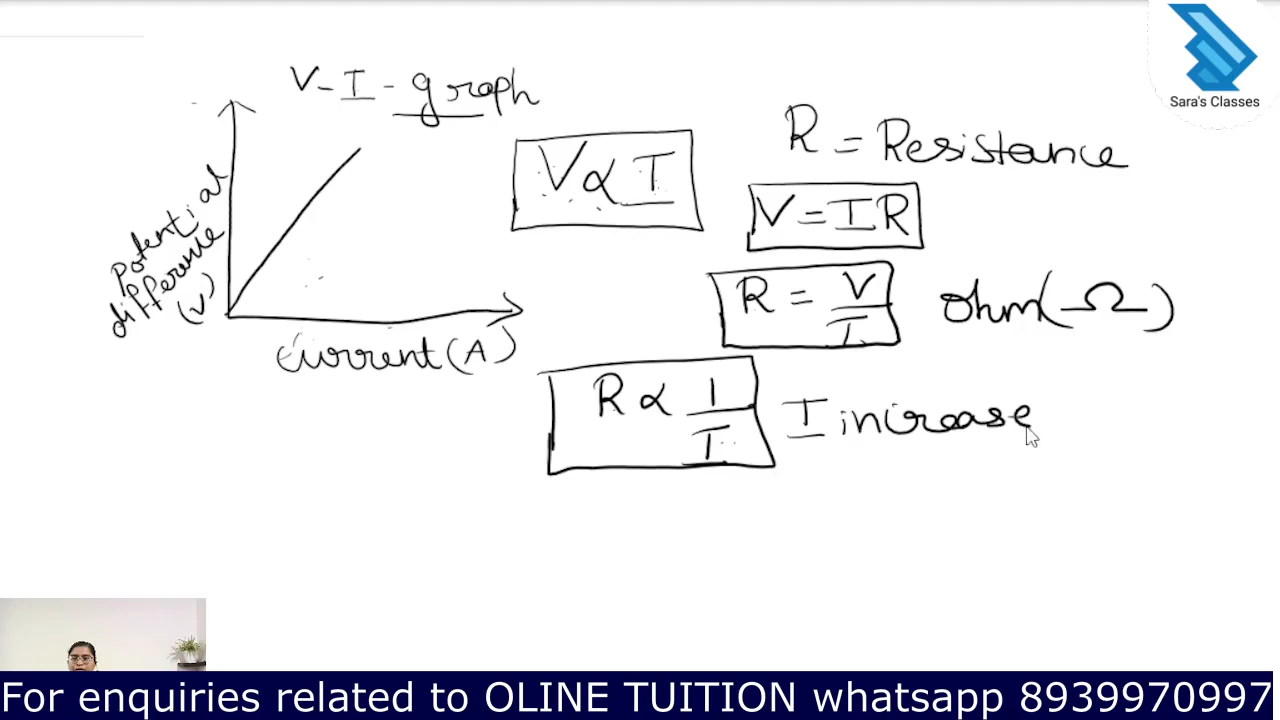 V-I-graph
Sara's Classes
Potential
difference
(V)
Current (A)
V ∝ I
R = Resistance
V = IR
R = V/I
Ohm (Ω)
R ∝ 1/I
I increase
For enquiries related to OLINE TUITION whatsapp 8939970997